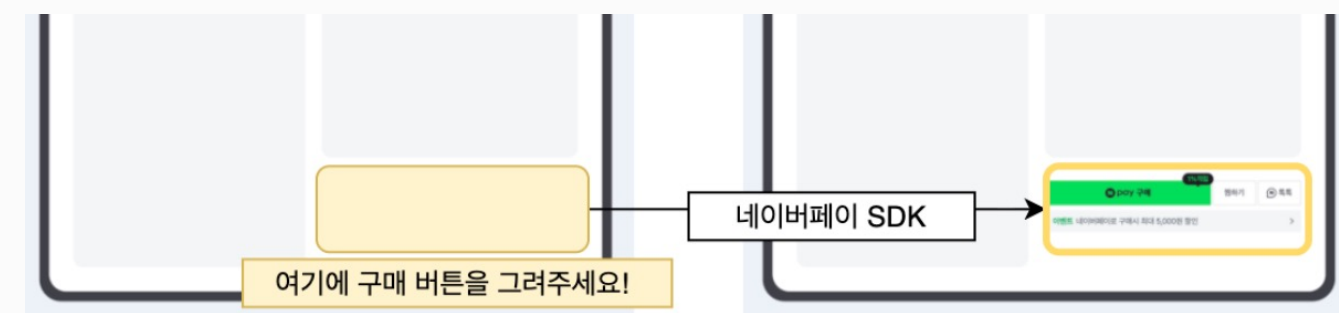 여기에 구매 버튼을 그려주세요!
네이버페이 SDK
pay 구매
찜하기
톡톡
이벤트 네이버페이로 구매시 최대 5,000원 할인